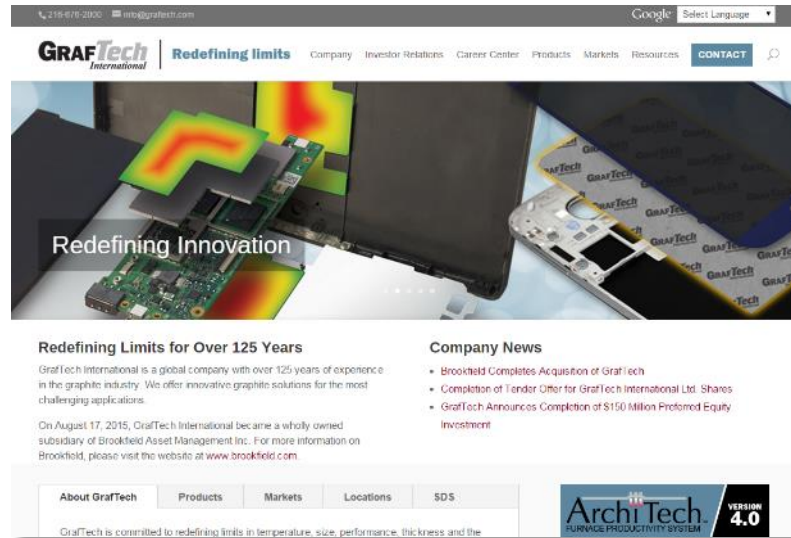 216-676-2000 info@graftech.com
Google Select Language
GRAFTech
International
Redefining limits
Company Investor Relations Career Center Products Markets Resources CONTACT
GRAFTech
Redefining Innovation
Redefining Limits for Over 125 Years
GrafTech International is a global company with over 125 years of experience
in the graphite industry. We offer innovative graphite solutions for the most
challenging applications.
On August 17, 2015, GrafTech International became a wholly owned
subsidiary of Brookfield Asset Management Inc. For more information on
Brookfield, please visit the website at www.brookfield.com.
Company News
Brookfield Completes Acquisition of GrafTech
Completion of Tender Offer for GrafTech International Ltd. Shares
GrafTech Announces Completion of $150 Million Preferred Equity
Investment
About GrafTech Products Markets Locations SDS
GrafTech is committed to redefining limits in temperature, size, performance, thickness and the
ArchiTech
FURNACE PRODUCTIVITY SYSTEM
VERSION
4.0